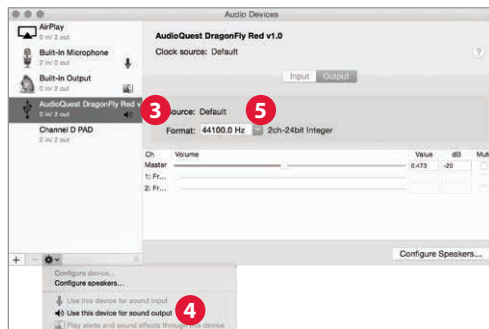 Audio Devices
AirPlay
0 in/ 2 out
Built-in Microphone
2 in/ 0 out
Built-in Output
0 in/ 2 out
AudioQuest DragonFly Red v
0 in/ 2 out
Channel D PAD
2 in/ 2 out
AudioQuest DragonFly Red v1.0
Clock source: Default
?
Input Output
3 Source: Default 5
Format: 44100.0 Hz 2ch-24bit Integer
Ch Volume Value dB Mut
Master 0.473 -20
1: Fr...
2: Fr...
Configure Speakers...
+ −
Configure device...
Configure speakers...
Use this device for sound input
Use this device for sound output 4
Play alerts and sound effects through this device